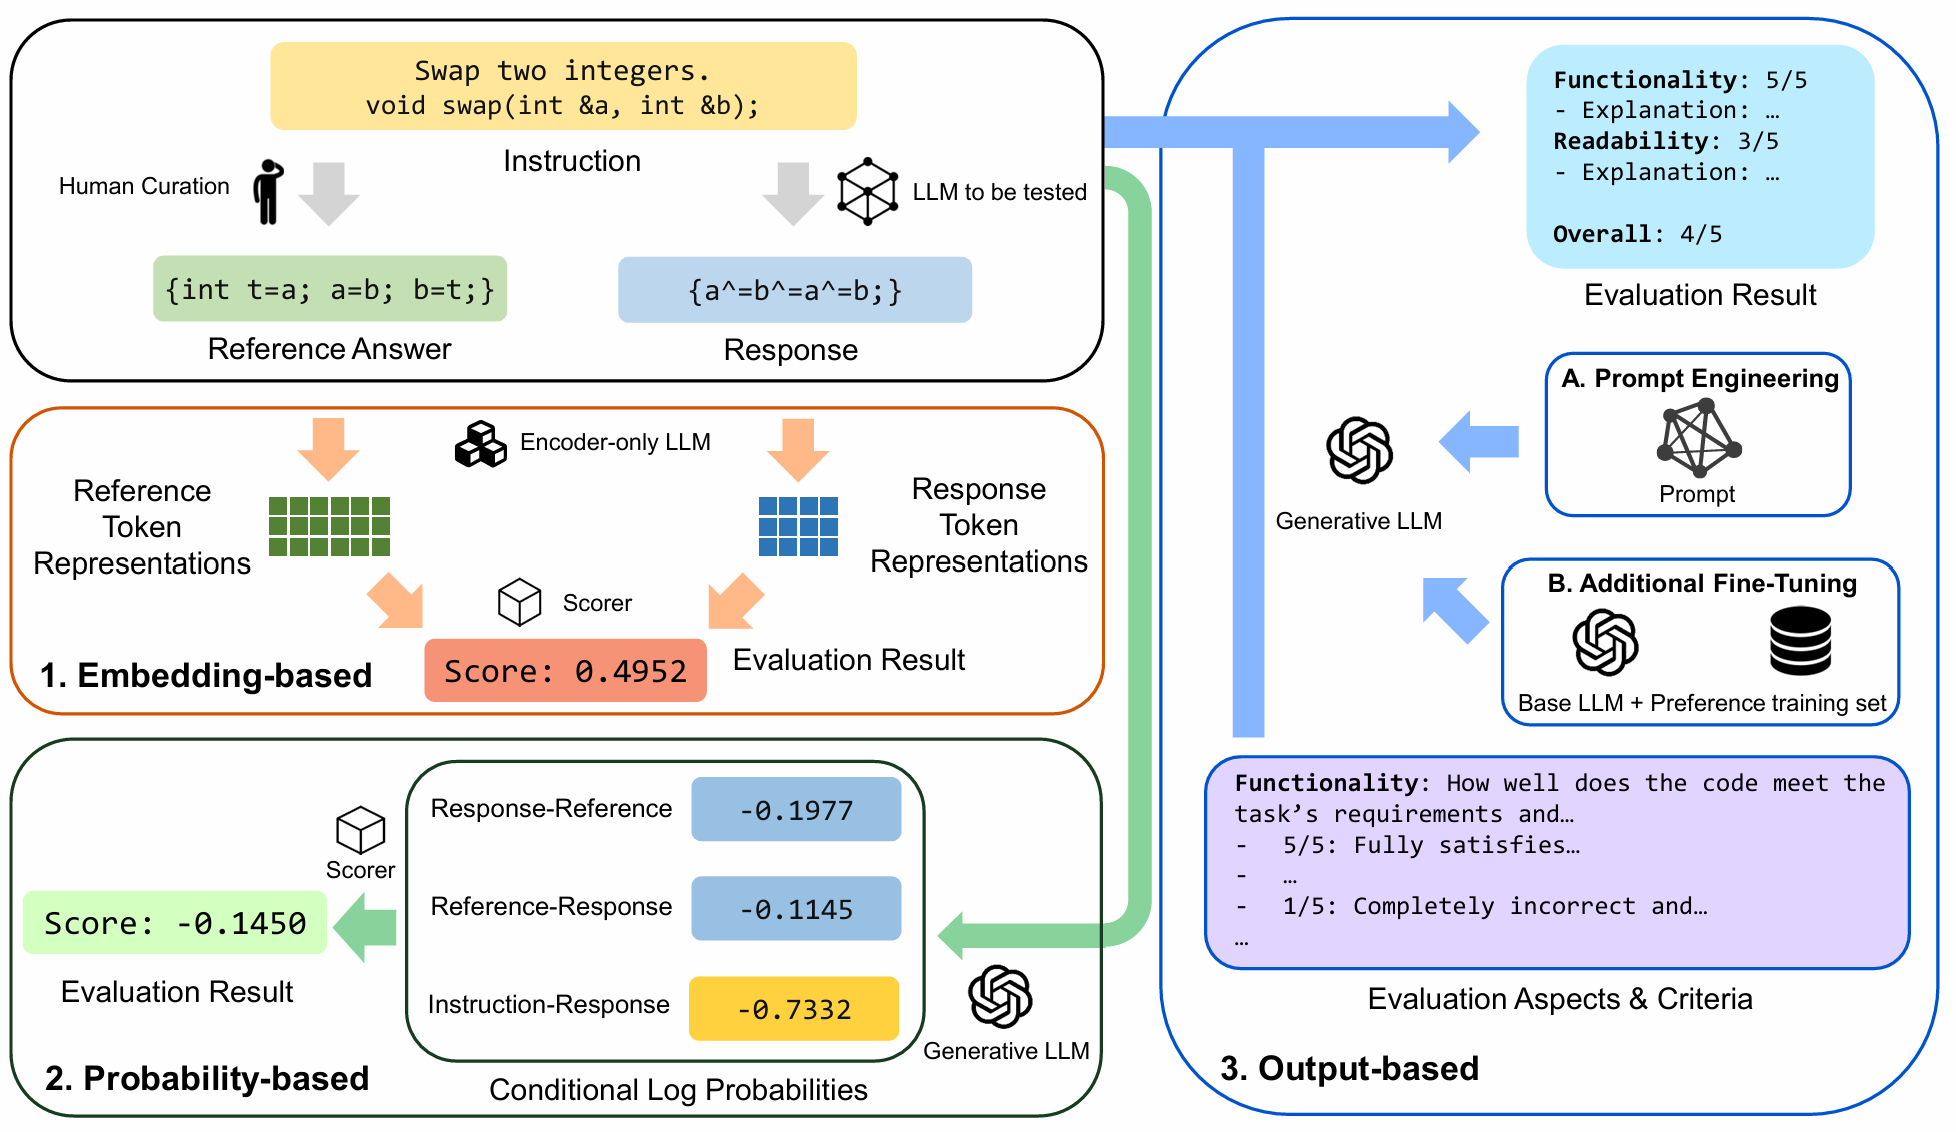 Swap two integers.
void swap(int &a, int &b);
Instruction
Human Curation
LLM to be tested
{int t=a; a=b; b=t;}
{a^=b^=a^=b;}
Reference Answer
Response
Encoder-only LLM
Reference
Token
Representations
Response
Token
Representations
Scorer
Score: 0.4952
Evaluation Result
1. Embedding-based
Response-Reference
-0.1977
Reference-Response
-0.1145
Instruction-Response
-0.7332
Scorer
Score: -0.1450
Evaluation Result
Generative LLM
2. Probability-based
Conditional Log Probabilities
Functionality: 5/5
- Explanation: …
Readability: 3/5
- Explanation: …
Overall: 4/5
Evaluation Result
A. Prompt Engineering
Prompt
Generative LLM
B. Additional Fine-Tuning
Base LLM + Preference training set
Functionality: How well does the code meet the
task’s requirements and…
- 5/5: Fully satisfies…
- …
- 1/5: Completely incorrect and…
…
Evaluation Aspects & Criteria
3. Output-based